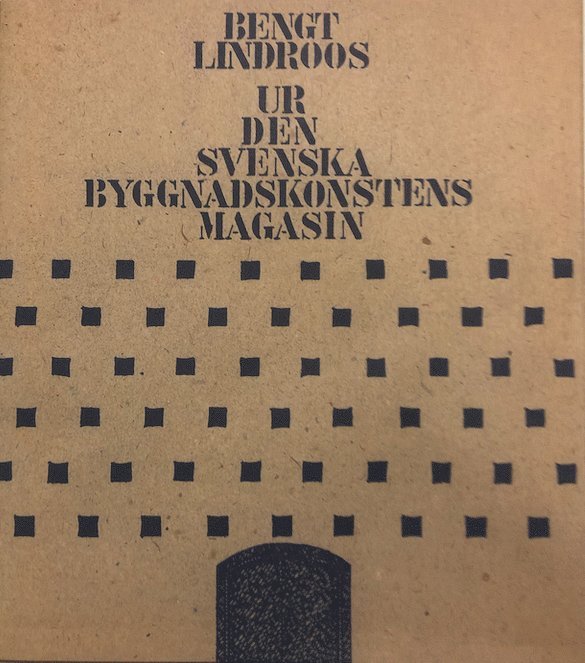 BENGT
LINDROOS
UR
DEN
SVENSKA
BYGGNADSKONSTENS
MAGASIN